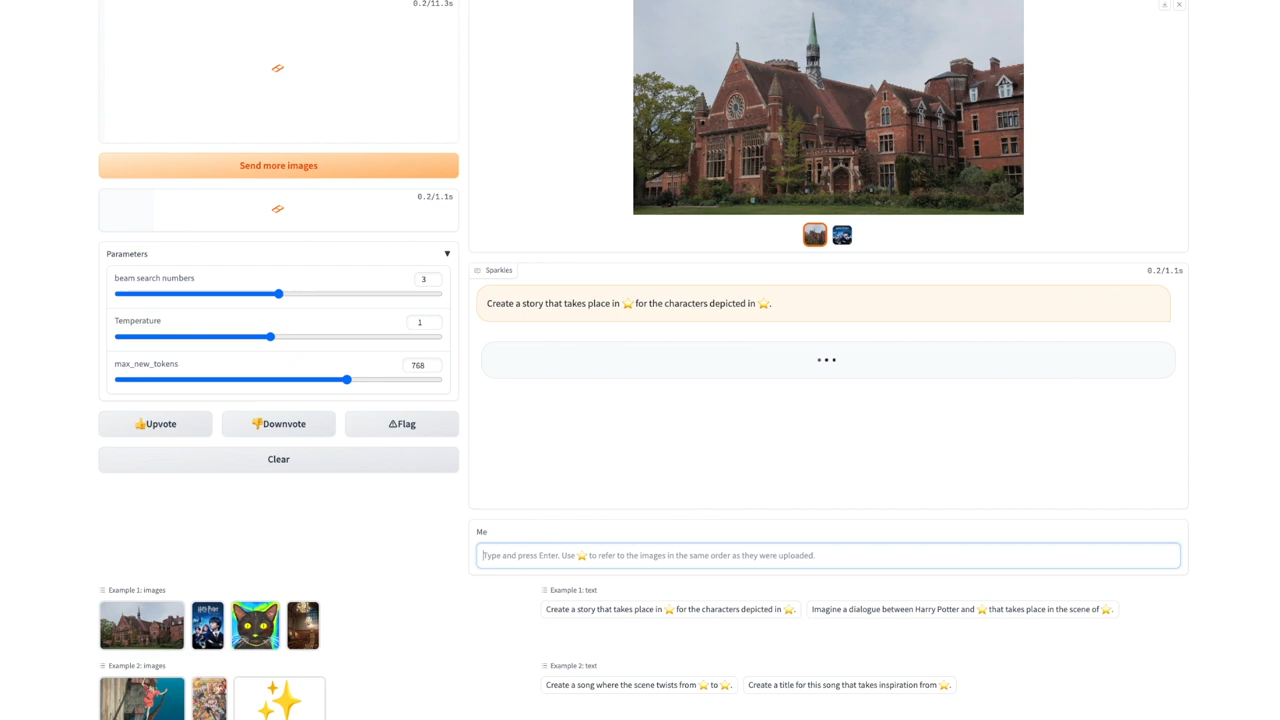 0.2/11.3s
Send more images
0.2/1.1s
Parameters ▼
beam search numbers 3
Temperature 1
max_new_tokens 768
👍Upvote
👎Downvote
⚠Flag
Clear
Sparkles
0.2/1.1s
Create a story that takes place in ⭐ for the characters depicted in ⭐.
Me
Type and press Enter. Use ⭐ to refer to the images in the same order as they were uploaded.
Example 1: images
Harry Potter
Example 1: text
Create a story that takes place in ⭐ for the characters depicted in ⭐.
Imagine a dialogue between Harry Potter and ⭐ that takes place in the scene of ⭐.
Example 2: images
Example 2: text
Create a song where the scene twists from ⭐ to ⭐.
Create a title for this song that takes inspiration from ⭐.